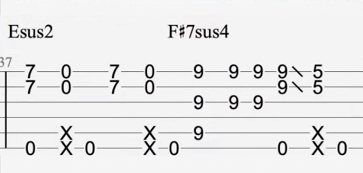 Esus2 F♯7sus4
37
7 0 7 0 9 9 9 9\ 5
7 0 7 0 9\ 5
9 9 9
X X 9 X
0 X 0 X 0 0 X 0